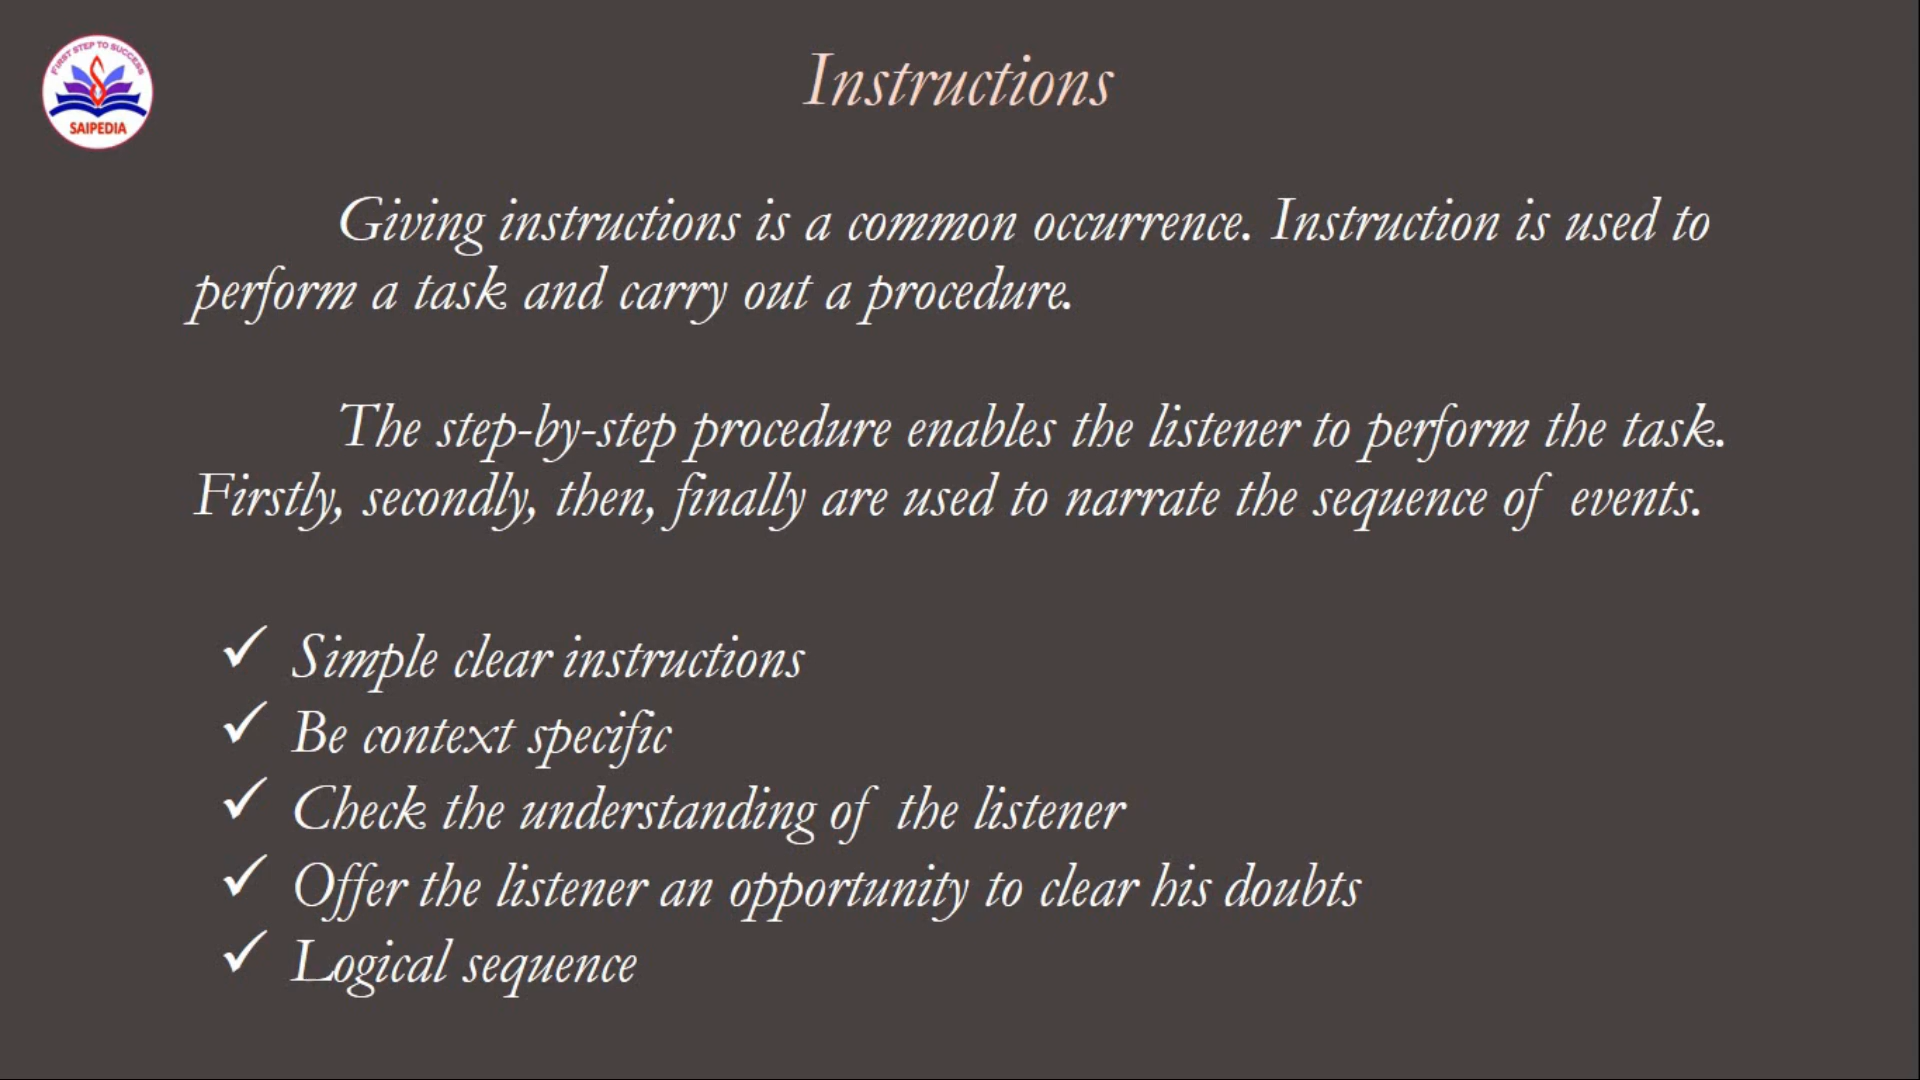 FIRST STEP TO SUCCESS
SAIPEDIA
Instructions
Giving instructions is a common occurrence. Instruction is used to
perform a task and carry out a procedure.
The step-by-step procedure enables the listener to perform the task.
Firstly, secondly, then, finally are used to narrate the sequence of events.
✓ Simple clear instructions
✓ Be context specific
✓ Check the understanding of the listener
✓ Offer the listener an opportunity to clear his doubts
✓ Logical sequence